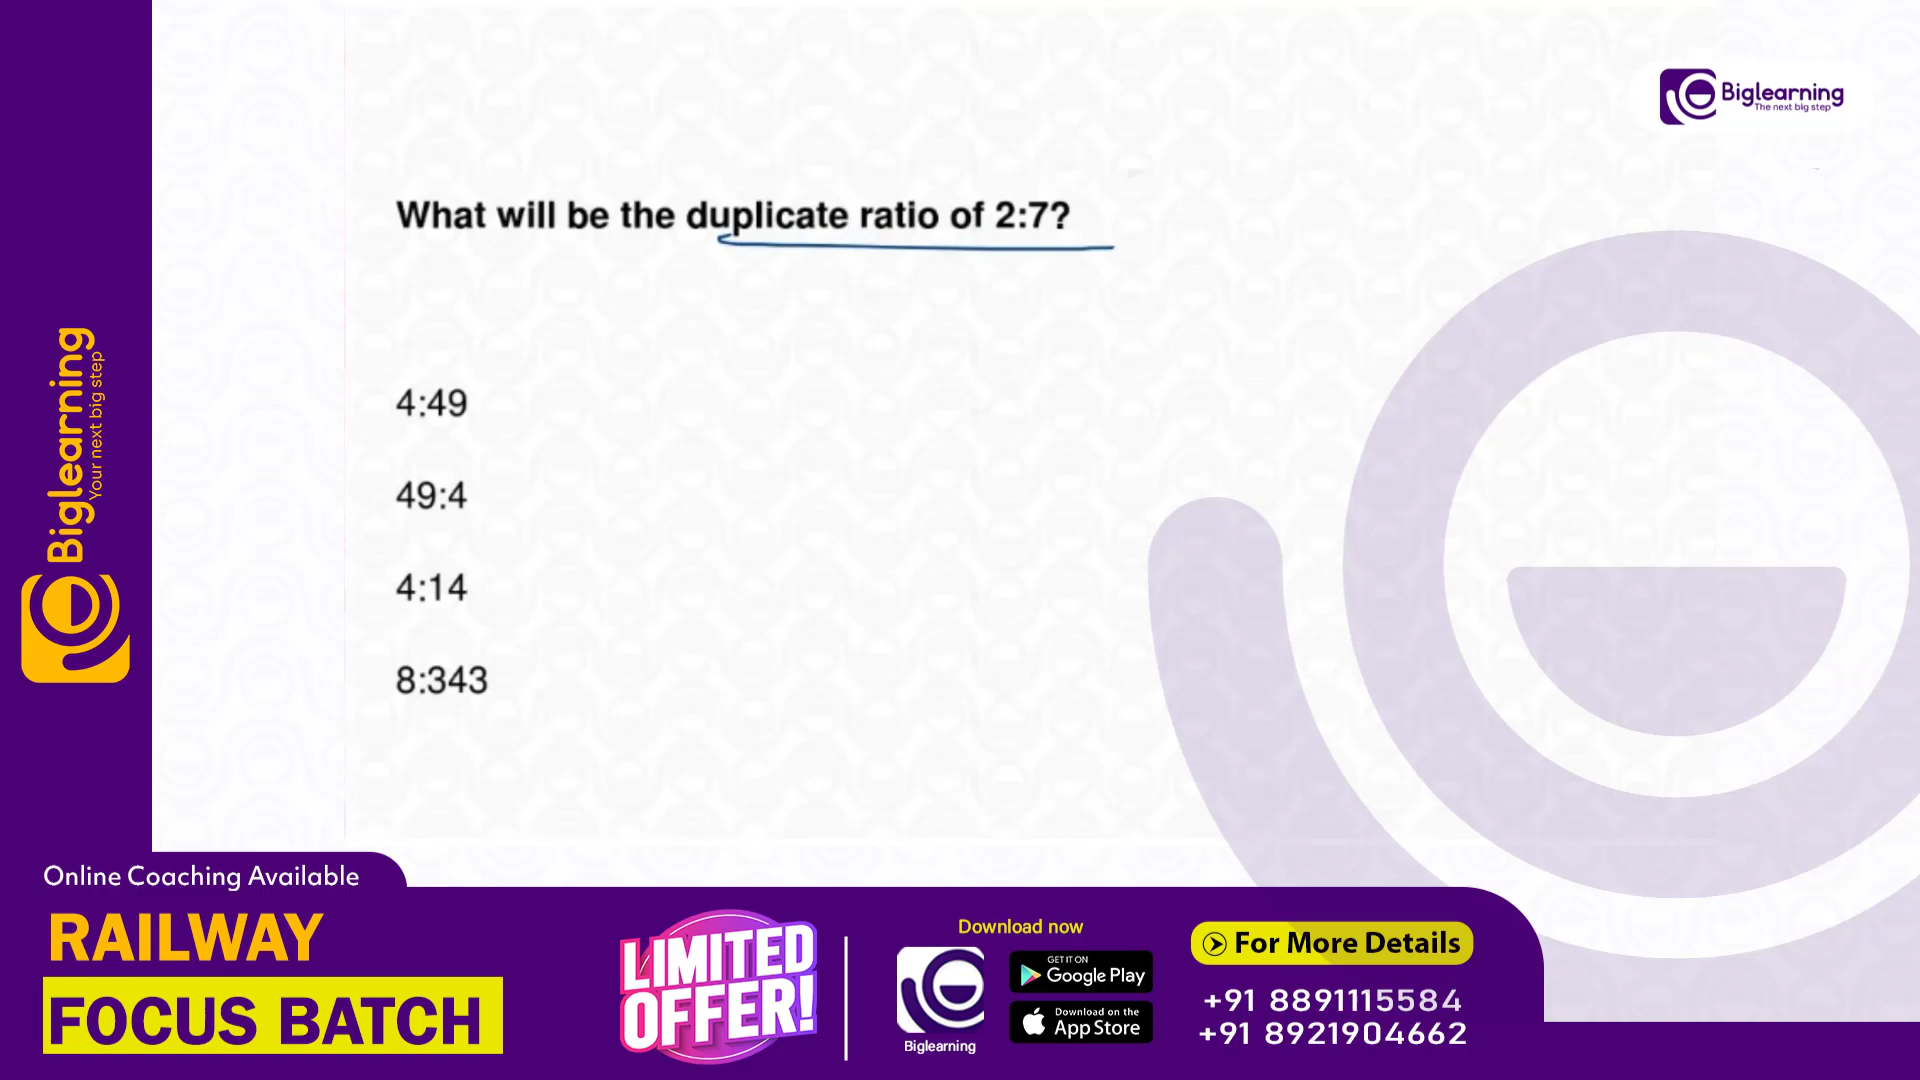 Biglearning
The next big step
What will be the duplicate ratio of 2:7?
4:49
49:4
4:14
8:343
Biglearning
Your next big step
Online Coaching Available
RAILWAY
FOCUS BATCH
LIMITED
OFFER!
Download now
Biglearning
GET IT ON
Google Play
Download on the
App Store
For More Details
+91 8891115584
+91 8921904662